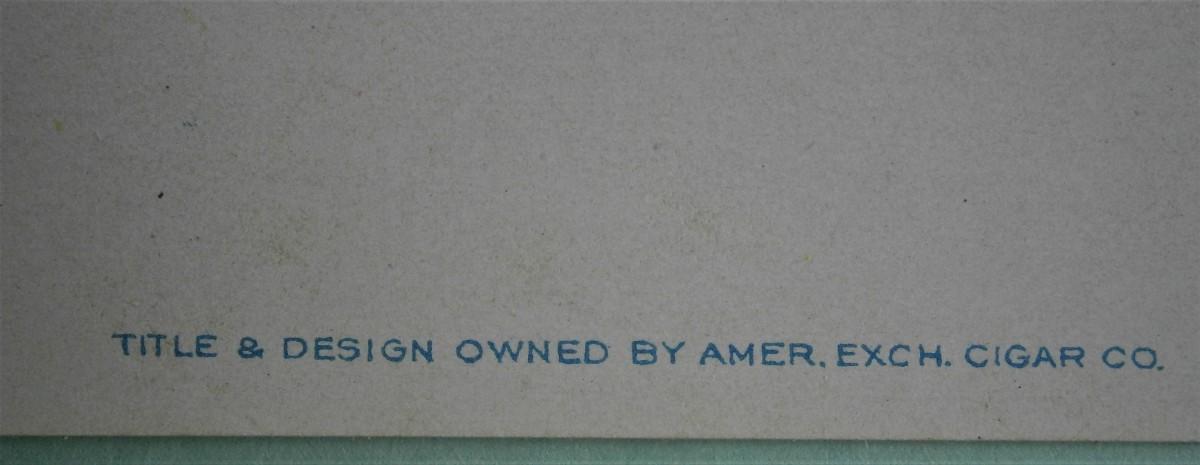 TITLE & DESIGN OWNED BY AMER. EXCH. CIGAR CO.